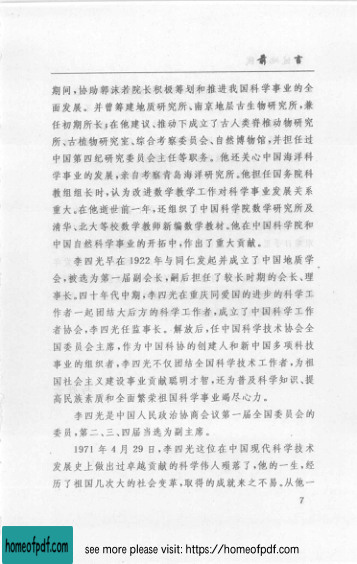 言 前
期间,协助郭沫若院长积极筹划和推进我国科学事业的全
面发展。并曾筹建地质研究所、南京地层古生物研究所,兼
任初期所长;在他建议、推动下成立了古人类脊椎动物研究
所、古植物研究室、综合考察委员会、自然博物馆,并担任过
中国第四纪研究委员会主任等职务。他还关心中国海洋科
学事业的发展,亲自考察青岛海洋研究所。他担任国务院科
教组组长时,认为改进数学教学工作对科学事业发展关系
重大。在他逝世前一年,还组织了中国科学院数学研究所及
清华、北大等校数学教师新编数学教材。他在中国科学院和
中国自然科学事业的开拓中,作出了重大贡献。
李四光早在1922年与同仁发起并成立了中国地质学
会,被选为第一届副会长,嗣后担任了较长时期的会长、理
事长。四十年代中期,李四光在重庆同爱国的进步的科学工
作者一起团结大后方的科学工作者,成立了中国科学工作
者协会,李四光任监事长。解放后,任中国科学技术协会全
国委员会主席,作为中国科协的创建人和新中国多项科技
事业的组织者,李四光不仅团结全国科学技术工作者,为祖
国社会主义建设事业贡献聪明才智,还为普及科学知识、提
高民族素质和全面繁荣祖国科学事业竭尽心力。
李四光是中国人民政治协商会议第一届全国委员会的
委员,第二、三、四届当选为副主席。
1971年4月29日,李四光这位在中国现代科学技术
发展史上做出过卓越贡献的科学伟人殒落了,他的一生,经
历了祖国几次大的社会变革,取得的成就来之不易。从他一
7
homeofpdf.com
see more please visit: https://homeofpdf.com